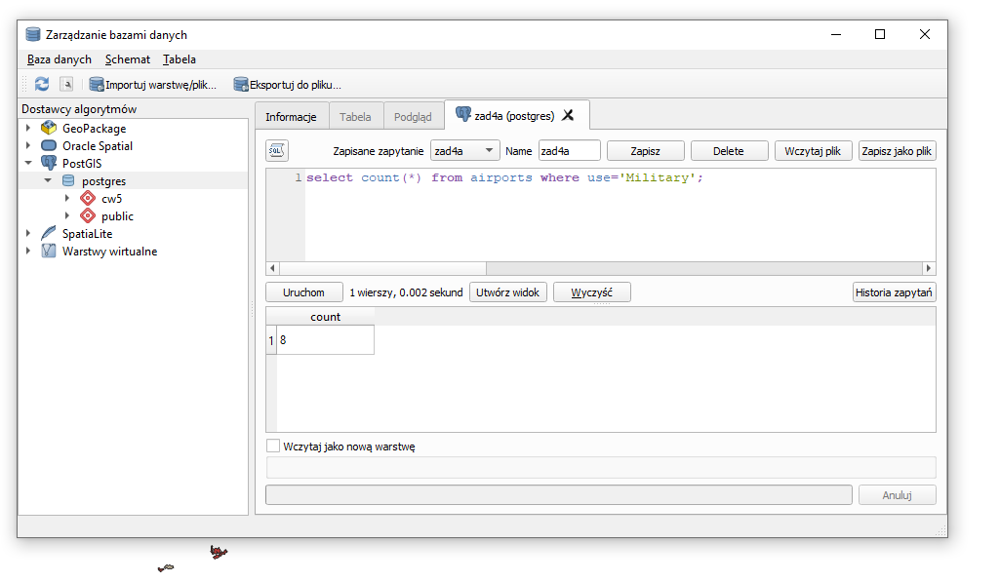 Zarządzanie bazami danych
Baza danych Schemat Tabela
Importuj warstwę/plik... Eksportuj do pliku...
Dostawcy algorytmów
GeoPackage
Oracle Spatial
PostGIS
postgres
cw5
public
SpatiaLite
Warstwy wirtualne
Informacje Tabela Podgląd zad4a (postgres)
SQL Zapisane zapytanie zad4a Name zad4a Zapisz Delete Wczytaj plik Zapisz jako plik
1 select count(*) from airports where use='Military';
Uruchom 1 wierszy, 0.002 sekund Utwórz widok Wyczyść Historia zapytań
count
1 8
Wczytaj jako nową warstwę
Anuluj